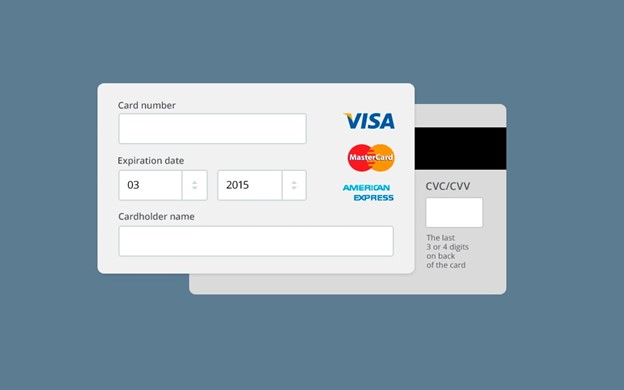 Card number
VISA
MasterCard
Expiration date
03
2015
AMERICAN
EXPRESS
Cardholder name
CVC/CVV
The last
3 or 4 digits
on back
of the card